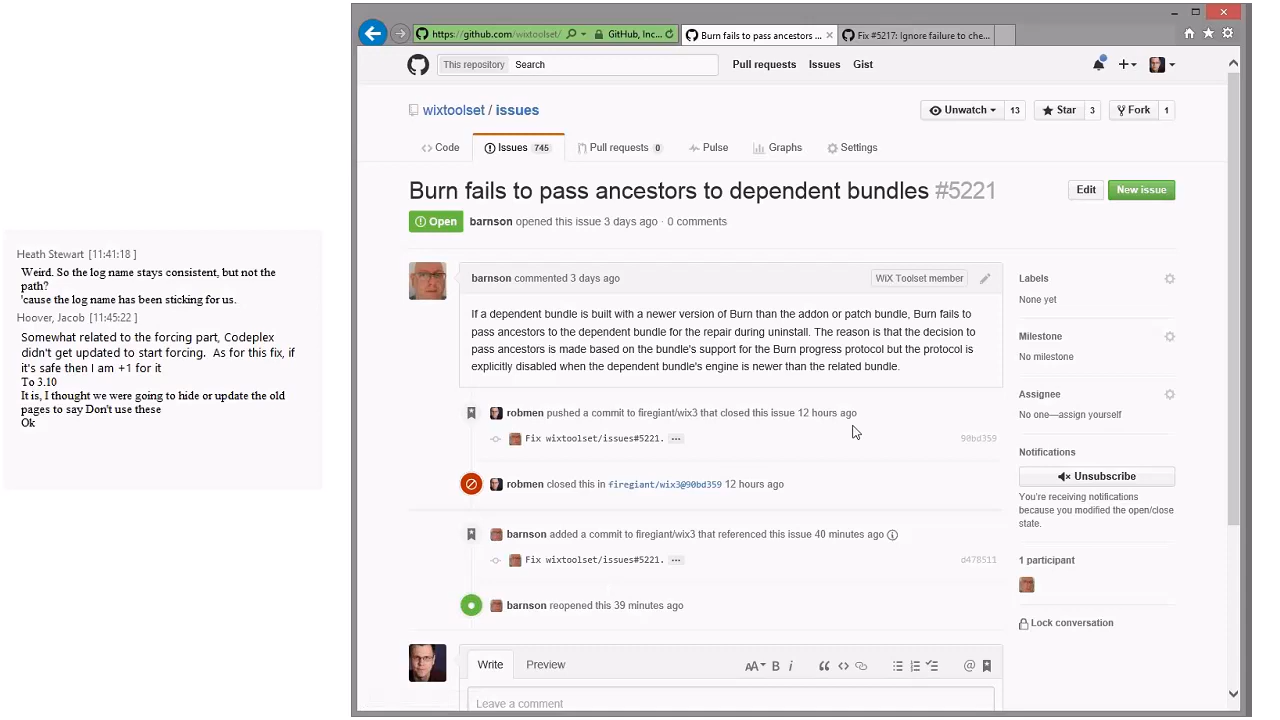 Heath Stewart [11:41:18 ]
Weird. So the log name stays consistent, but not the
path?
'cause the log name has been sticking for us.
Hoover, Jacob [11:45:22 ]
Somewhat related to the forcing part, Codeplex
didn't get updated to start forcing. As for this fix, if
it's safe then I am +1 for it
To 3.10
It is, I thought we were going to hide or update the old
pages to say Don't use these
Ok
https://github.com/wixtoolset/ GitHub, Inc... Burn fails to pass ancestors ... Fix #5217: Ignore failure to che...
This repository Search Pull requests Issues Gist
wixtoolset / issues Unwatch 13 Star 3 Fork 1
Code Issues 745 Pull requests 0 Pulse Graphs Settings
Burn fails to pass ancestors to dependent bundles #5221 Edit New issue
Open barnson opened this issue 3 days ago · 0 comments
barnson commented 3 days ago WiX Toolset member
If a dependent bundle is built with a newer version of Burn than the addon or patch bundle, Burn fails to
pass ancestors to the dependent bundle for the repair during uninstall. The reason is that the decision to
pass ancestors is made based on the bundle's support for the Burn progress protocol but the protocol is
explicitly disabled when the dependent bundle's engine is newer than the related bundle.
robmen pushed a commit to firegiant/wix3 that closed this issue 12 hours ago
Fix wixtoolset/issues#5221. ... 90bd359
robmen closed this in firegiant/wix3@90bd359 12 hours ago
barnson added a commit to firegiant/wix3 that referenced this issue 40 minutes ago
Fix wixtoolset/issues#5221. ... d478511
barnson reopened this 39 minutes ago
Write Preview AA B i @
Leave a comment
Labels
None yet
Milestone
No milestone
Assignee
No one—assign yourself
Notifications
Unsubscribe
You're receiving notifications
because you modified the open/close
state.
1 participant
Lock conversation